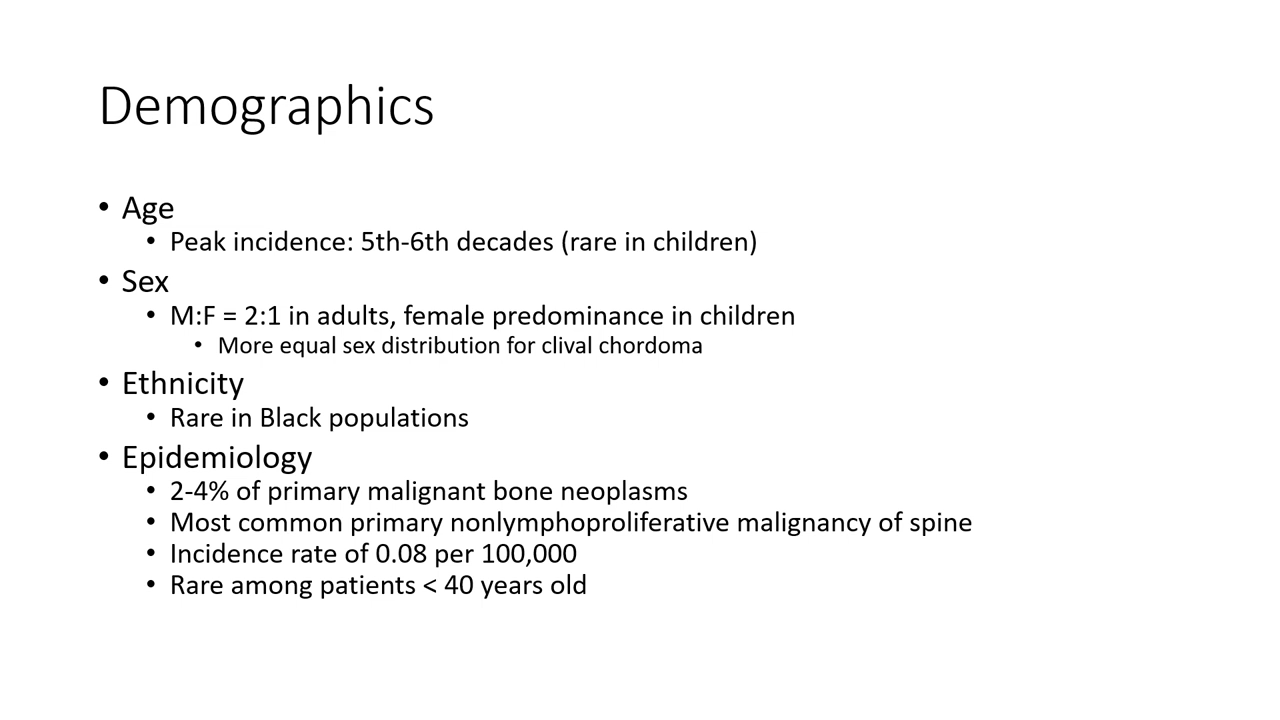 Demographics
• Age
• Peak incidence: 5th-6th decades (rare in children)
• Sex
• M:F = 2:1 in adults, female predominance in children
• More equal sex distribution for clival chordoma
• Ethnicity
• Rare in Black populations
• Epidemiology
• 2-4% of primary malignant bone neoplasms
• Most common primary nonlymphoproliferative malignancy of spine
• Incidence rate of 0.08 per 100,000
• Rare among patients < 40 years old